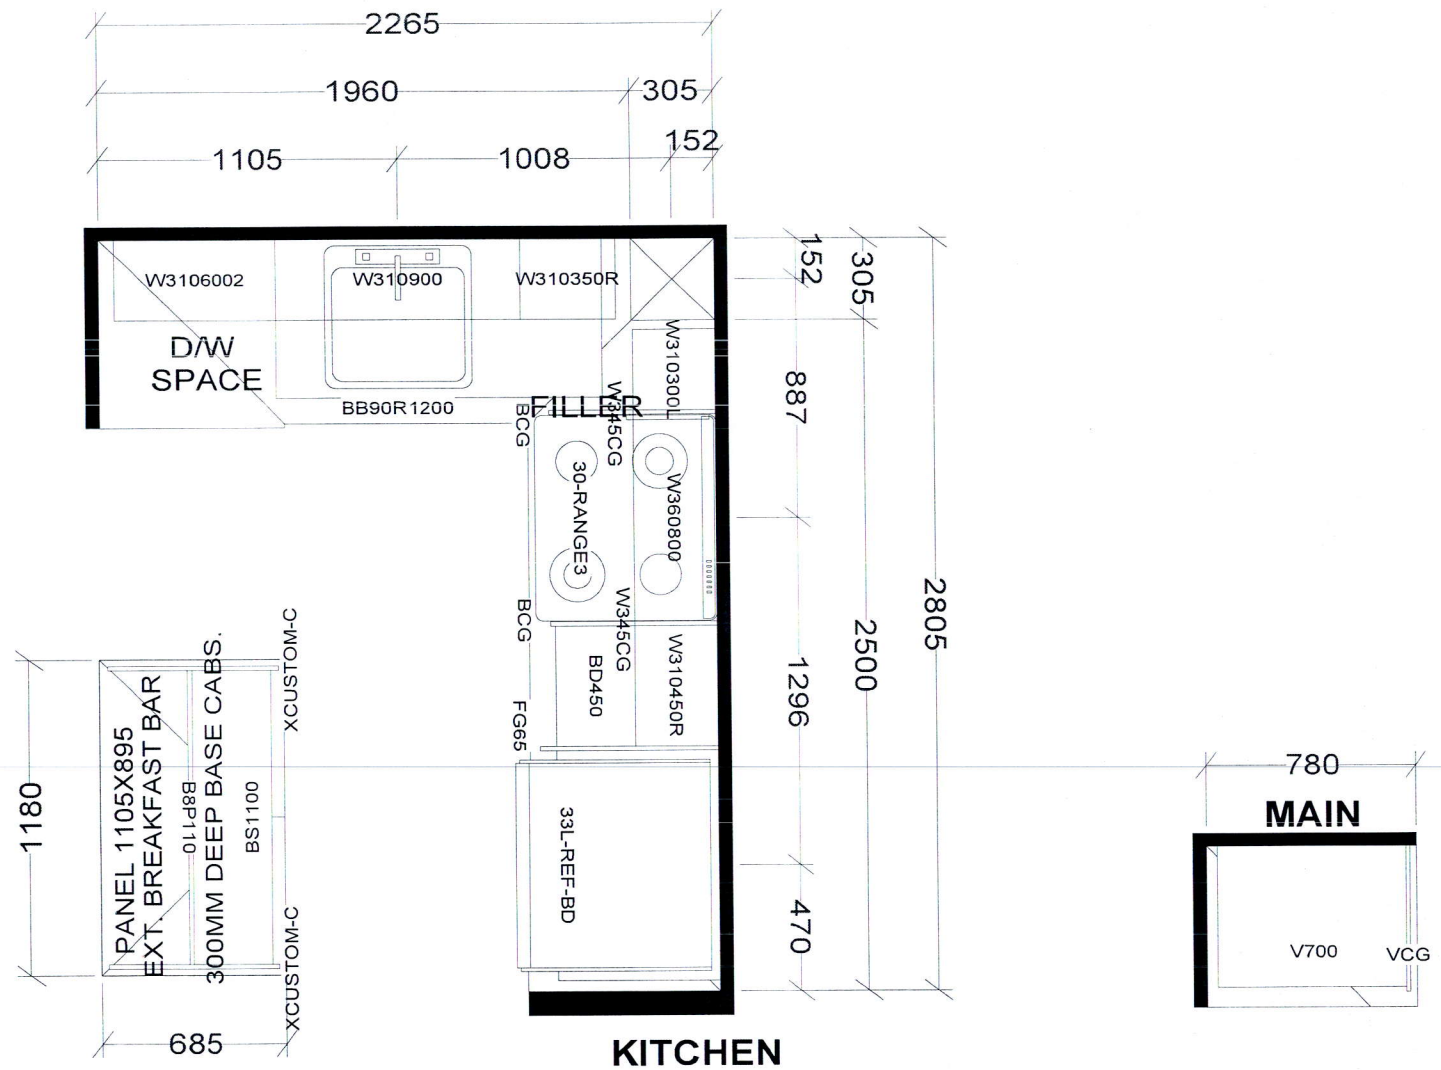 2265
1960
305
1105
1008
152
W3106002
W310900
W310350R
152
305
D/W
SPACE
W310300L
BB90R1200
FILLER
BCG
W345CG
887
30-RANGE3
W360800
2805
BCG
W345CG
BD450
W310450R
2500
1296
FG65
XCUSTOM-C
1180
PANEL 1105X895
EXT. BREAKFAST BAR
B8P110
300MM DEEP BASE CABS.
BS1100
33L-REF-BD
470
XCUSTOM-C
685
KITCHEN
780
MAIN
V700
VCG